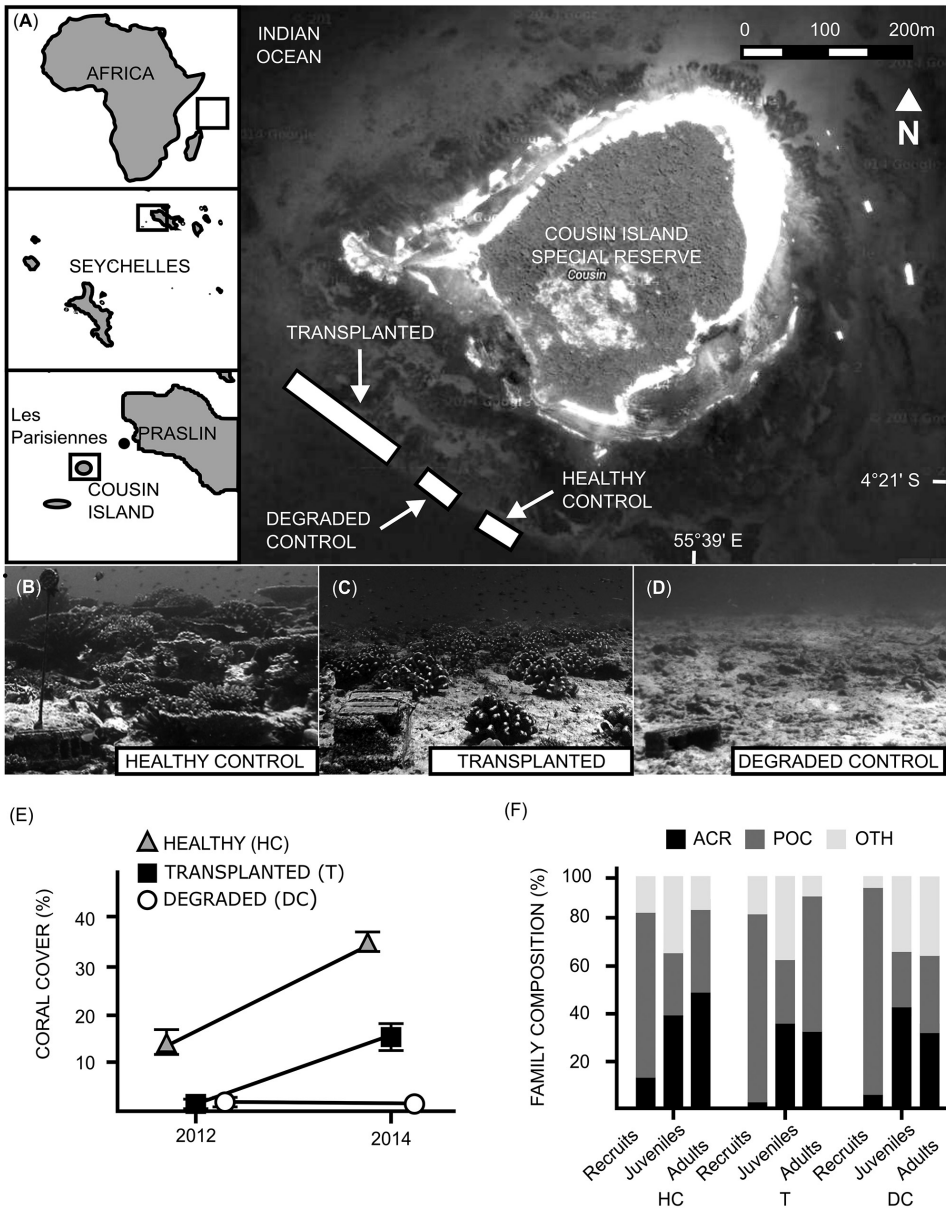 (A)
AFRICA
SEYCHELLES
Les
Parisiennes
PRASLIN
COUSIN
ISLAND
INDIAN
OCEAN
0 100 200m
N
COUSIN ISLAND
SPECIAL RESERVE
Cousin
TRANSPLANTED
HEALTHY
CONTROL
DEGRADED
CONTROL
4°21' S
55°39' E
(B)
HEALTHY CONTROL
(C)
TRANSPLANTED
(D)
DEGRADED CONTROL
(E)
HEALTHY (HC)
TRANSPLANTED (T)
DEGRADED (DC)
CORAL COVER (%)
40
30
20
10
2012 2014
(F)
ACR POC OTH
FAMILY COMPOSITION (%)
100
80
60
40
20
Recruits Juveniles Adults Recruits Juveniles Adults Recruits Juveniles Adults
HC T DC